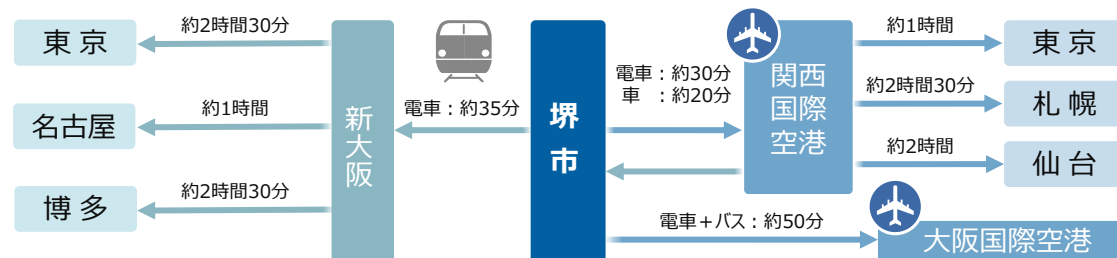 東京
約2時間30分
名古屋
約1時間
博多
約2時間30分
新大阪
電車：約35分
堺市
電車：約30分
車　：約20分
関西
国際
空港
約1時間
東京
約2時間30分
札幌
約2時間
仙台
電車＋バス：約50分
大阪国際空港